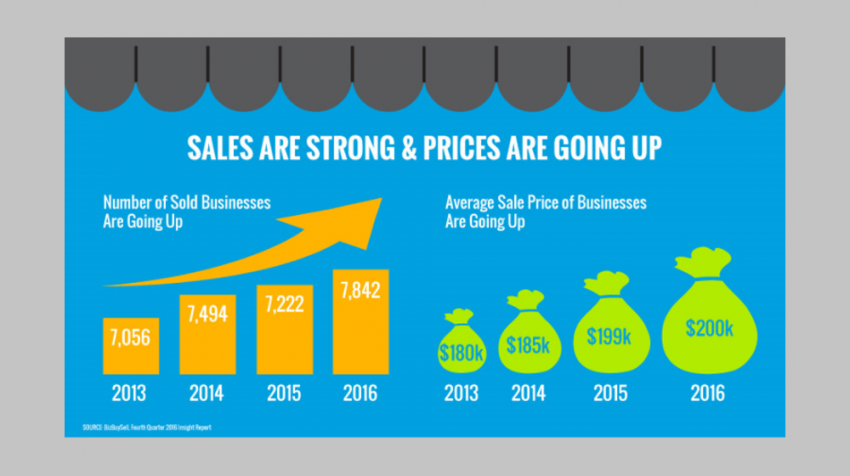 SALES ARE STRONG & PRICES ARE GOING UP
Number of Sold Businesses
Are Going Up
7,056
7,494
7,222
7,842
2013
2014
2015
2016
Average Sale Price of Businesses
Are Going Up
$180k
$185k
$199k
$200k
2013
2014
2015
2016
SOURCE: BizBuySell, Fourth Quarter 2016 Insight Report